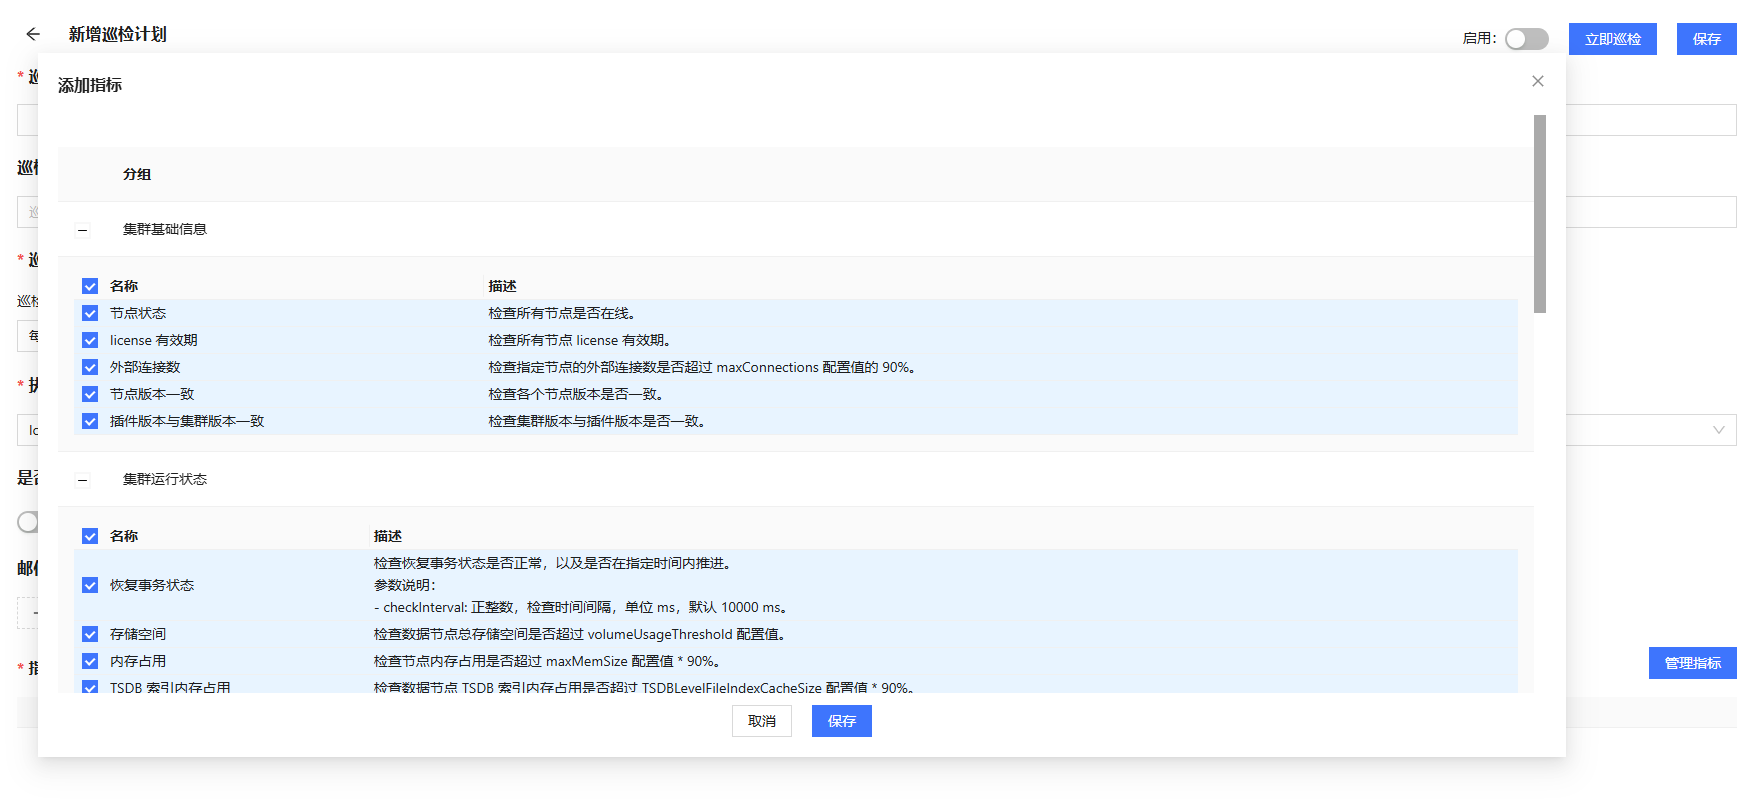 新增巡检计划
启用：
立即巡检
保存
添加指标
分组
集群基础信息
名称 描述
节点状态 检查所有节点是否在线。
license 有效期 检查所有节点 license 有效期。
外部连接数 检查指定节点的外部连接数是否超过 maxConnections 配置值的 90%。
节点版本一致 检查各个节点版本是否一致。
插件版本与集群版本一致 检查集群版本与插件版本是否一致。
集群运行状态
名称 描述
恢复事务状态 检查恢复事务状态是否正常，以及是否在指定时间内推进。
参数说明：
- checkInterval: 正整数，检查时间间隔，单位 ms，默认 10000 ms。
存储空间 检查数据节点总存储空间是否超过 volumeUsageThreshold 配置值。
内存占用 检查节点内存占用是否超过 maxMemSize 配置值 * 90%。
TSDB 索引内存占用 检查数据节点 TSDB 索引内存占用是否超过 TSDBLevelFileIndexCacheSize 配置值 * 90%。
取消
保存
* 巡
巡
* 巡
巡检
每
*
是否
邮件
* 指
管理指标